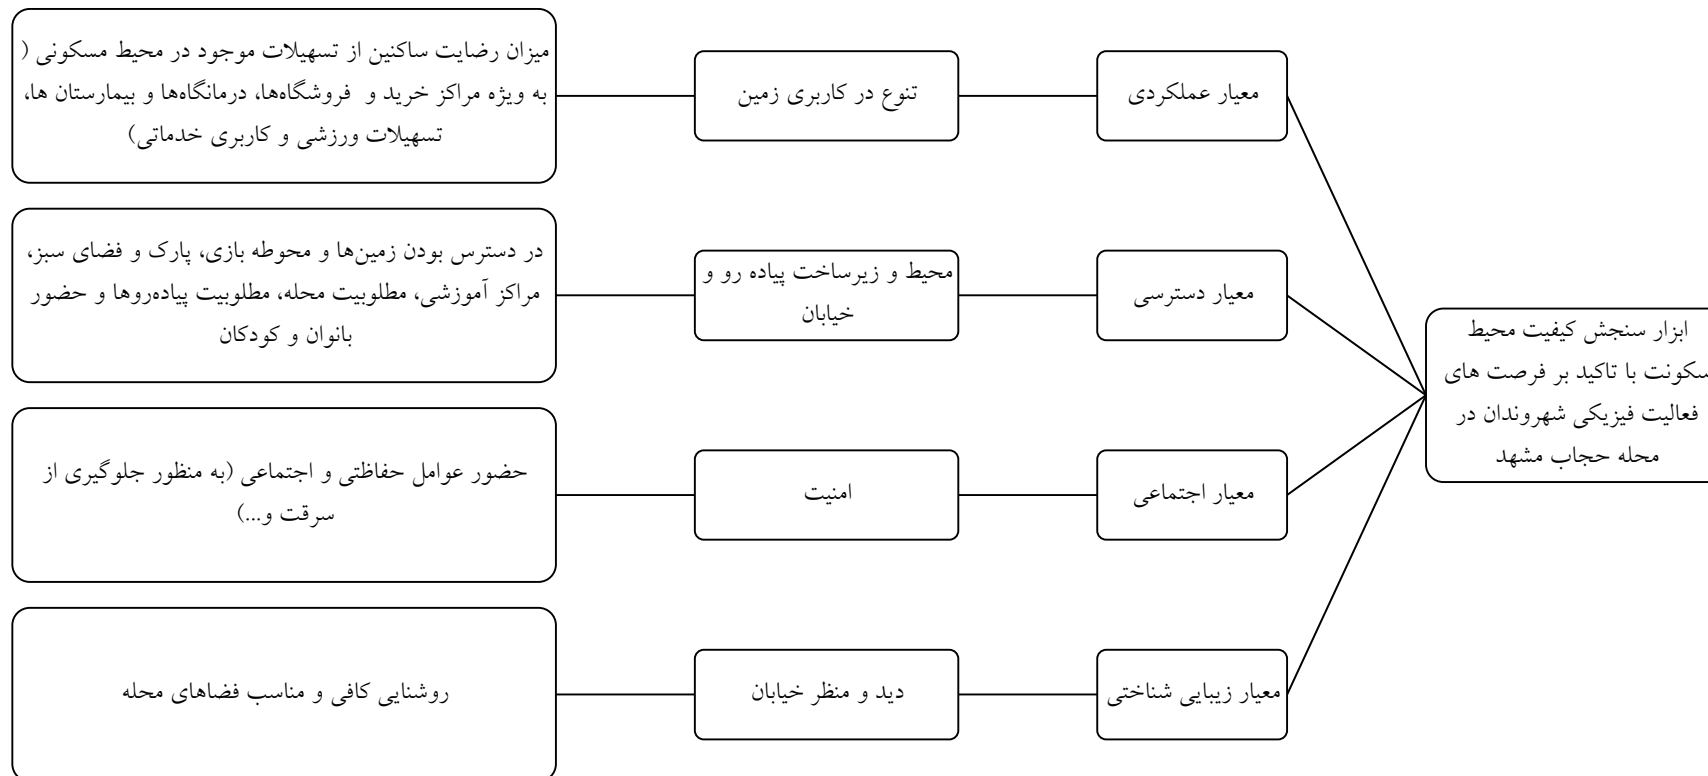 ابزار سنجش کیفیت محیط
سکونت با تاکید بر فرصت های
فعالیت فیزیکی شهروندان در
محله حجاب مشهد
معیار عملکردی
تنوع در کاربری زمین
میزان رضایت ساکنین از تسهیلات موجود در محیط مسکونی (
به ویژه مراکز خرید و فروشگاه‌ها، درمانگاه‌ها و بیمارستان ها،
تسهیلات ورزشی و کاربری خدماتی)
معیار دسترسی
محیط و زیرساخت پیاده رو و
خیابان
در دسترس بودن زمین‌ها و محوطه بازی، پارک و فضای سبز،
مراکز آموزشی، مطلوبیت محله، مطلوبیت پیاده‌روها و حضور
بانوان و کودکان
معیار اجتماعی
امنیت
حضور عوامل حفاظتی و اجتماعی (به منظور جلوگیری از
سرقت و...)
معیار زیبایی شناختی
دید و منظر خیابان
روشنایی کافی و مناسب فضاهای محله